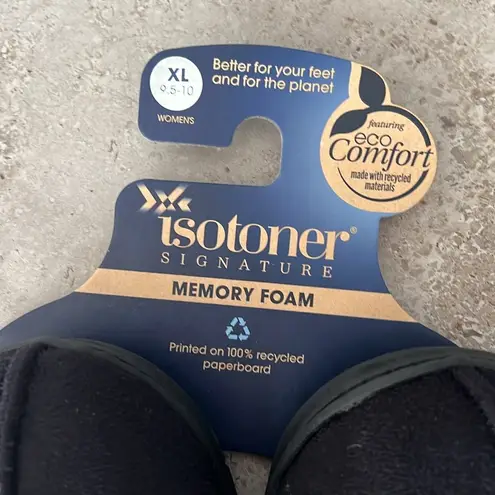 XL
9.5-10
WOMEN'S
Better for your feet
and for the planet
featuring
eco
Comfort
made with recycled
materials
isotoner®
SIGNATURE
MEMORY FOAM
Printed on 100% recycled
paperboard